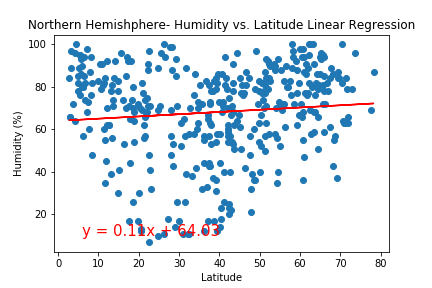 Northern Hemishphere- Humidity vs. Latitude Linear Regression
100
80
60
40
20
Humidity (%)
y = 0.11x + 64.03
0 10 20 30 40 50 60 70 80
Latitude